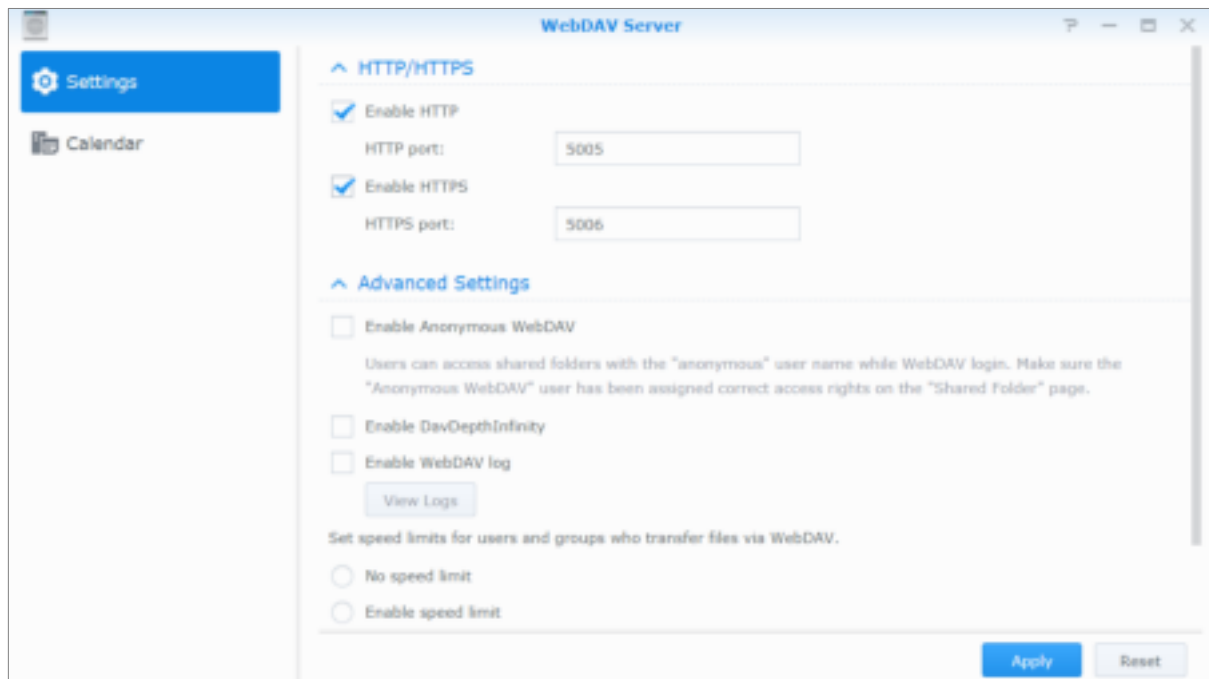 WebDAV Server
Settings
Calendar
HTTP/HTTPS
Enable HTTP
HTTP port: 5005
Enable HTTPS
HTTPS port: 5006
Advanced Settings
Enable Anonymous WebDAV
Users can access shared folders with the "anonymous" user name while WebDAV login. Make sure the
"Anonymous WebDAV" user has been assigned correct access rights on the "Shared Folder" page.
Enable DavDepthInfinity
Enable WebDAV log
View Logs
Set speed limits for users and groups who transfer files via WebDAV.
No speed limit
Enable speed limit
Apply Reset